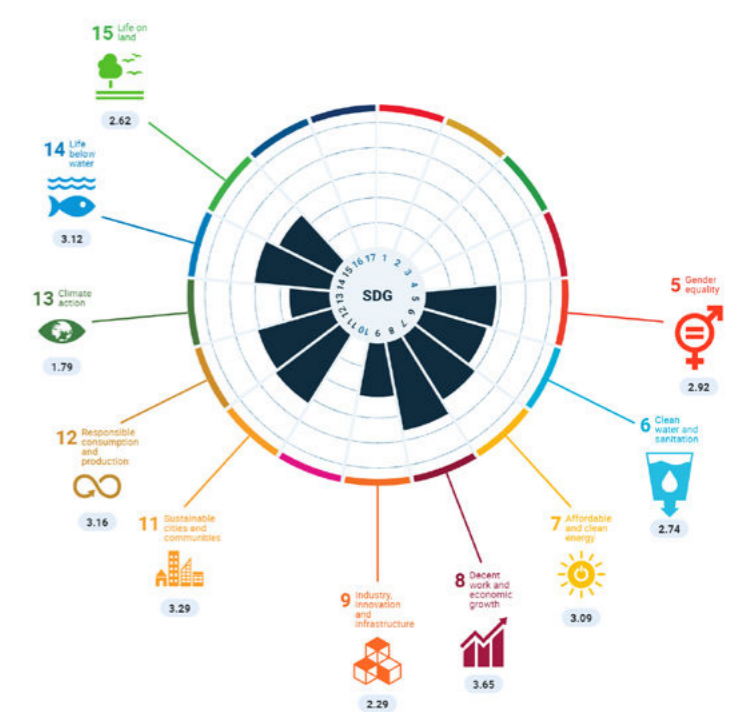 15 Life on
land
2.62
14 Life
below
water
3.12
13 Climate
action
1.79
12 Responsible
consumption
and
production
3.16
11 Sustainable
cities and
communities
3.29
9 Industry,
innovation
and
infrastructure
2.29
8 Decent
work and
economic
growth
3.65
7 Affordable
and clean
energy
3.09
6 Clean
water and
sanitation
2.74
5 Gender
equality
2.92
SDG
1 2 3 4 5 6 7 8 9 10 11 12 13 14 15 16 17